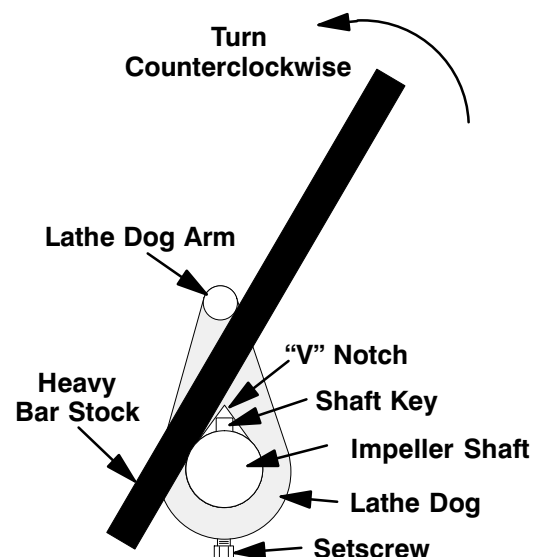 Turn
Counterclockwise
Lathe Dog Arm
“V” Notch
Heavy
Bar Stock
Shaft Key
Impeller Shaft
Lathe Dog
Setscrew